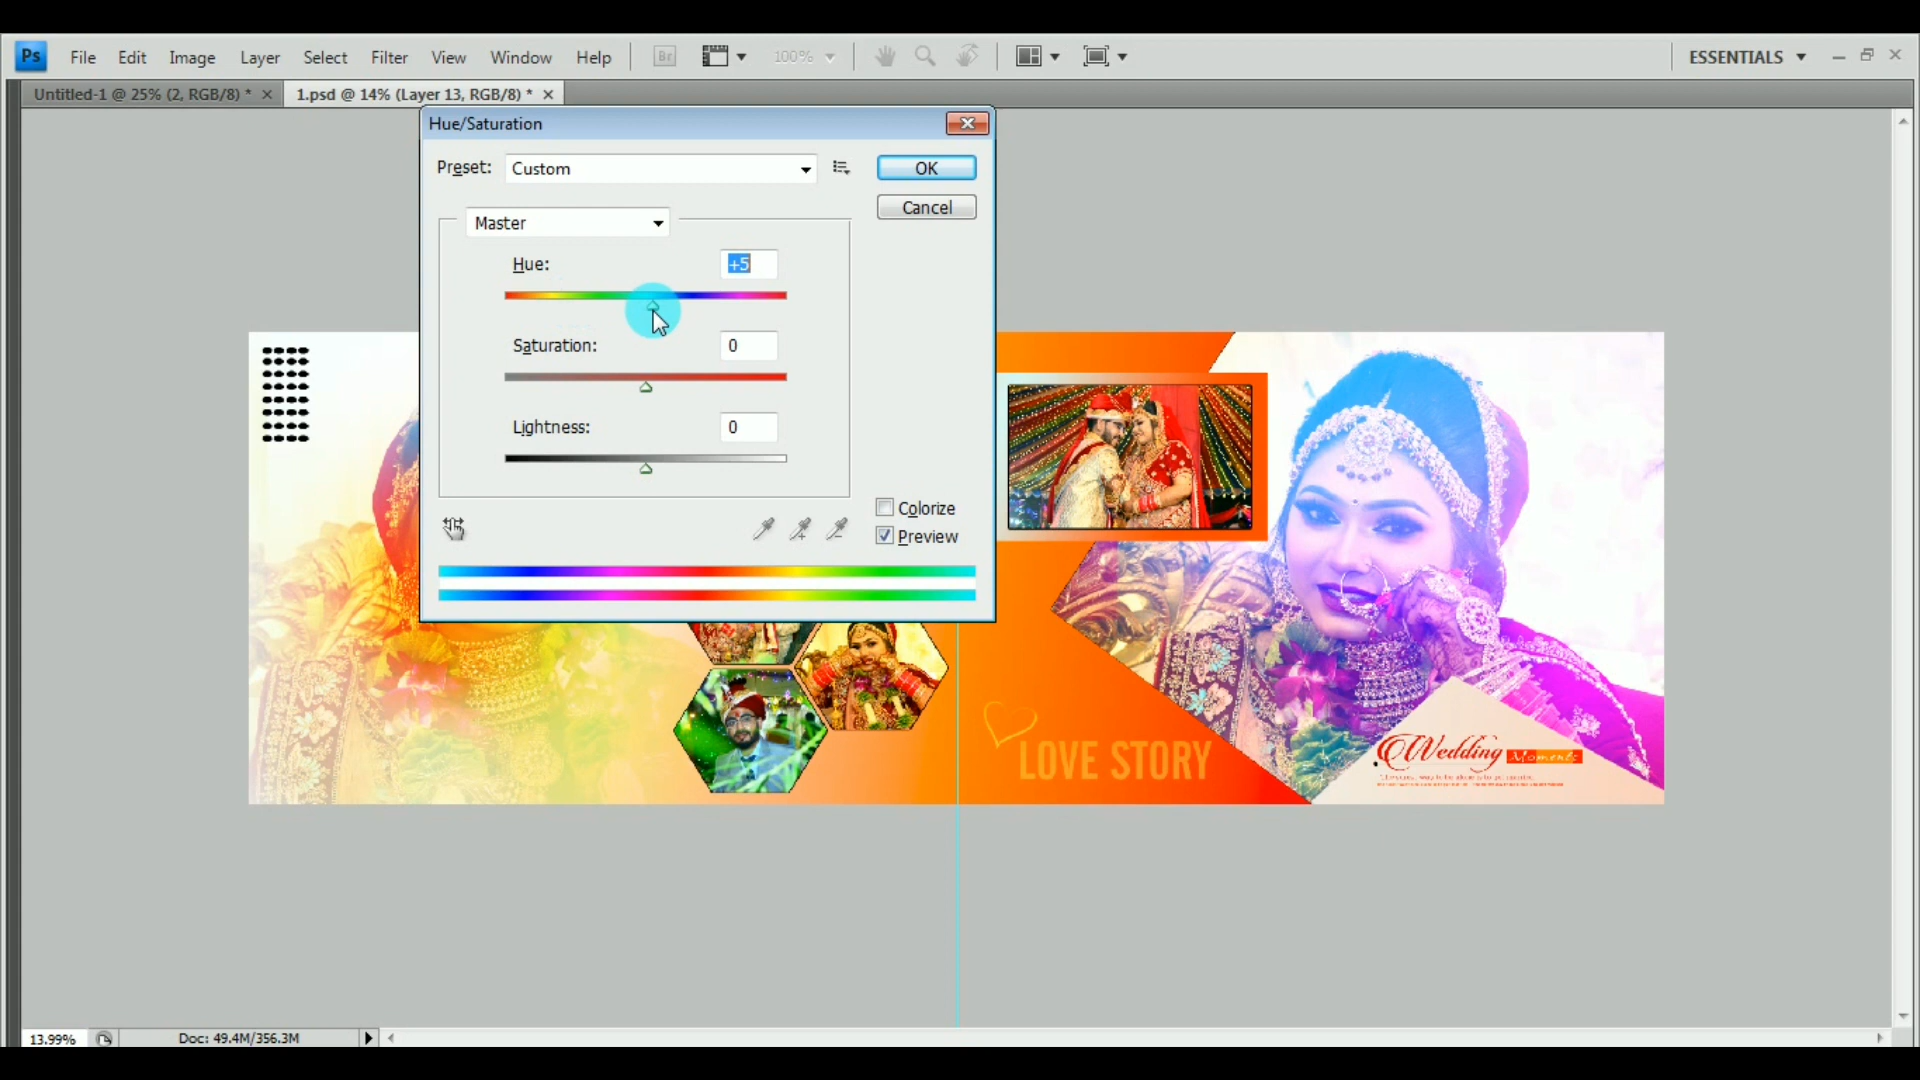 Ps File Edit Image Layer Select Filter View Window Help Br 100% ESSENTIALS
Untitled-1 @ 25% (2, RGB/8) * × 1.psd @ 14% (Layer 13, RGB/8) * ×
Hue/Saturation
Preset: Custom OK
Cancel
Master
Hue: +5
Saturation: 0
Lightness: 0
Colorize
Preview
LOVE STORY
Wedding Moments
13.99% Doc: 49.4M/356.3M